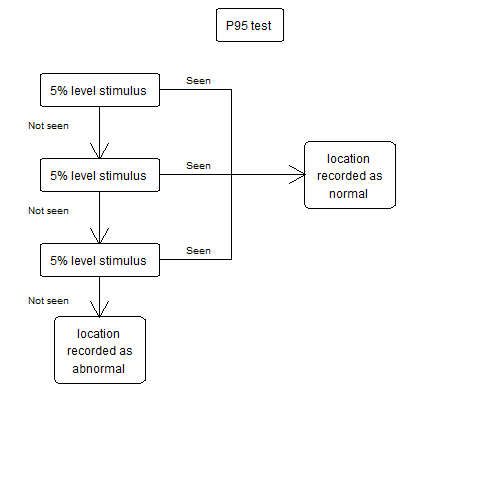 P95 test
Seen
5% level stimulus
Not seen
Seen
5% level stimulus
location
recorded as
normal
Not seen
Seen
5% level stimulus
Not seen
location
recorded as
abnormal